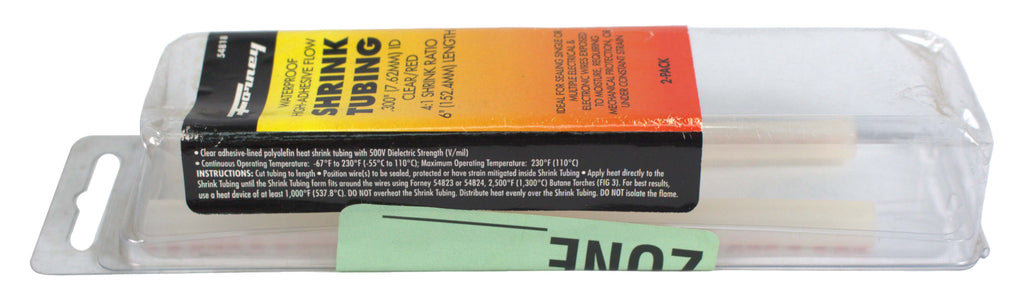 54818
Forney
WATERPROOF
HIGH-ADHESIVE FLOW
SHRINK
TUBING
.300" (7.62MM) ID
CLEAR/RED
4:1 SHRINK RATIO
6" (152.4MM) LENGTH
IDEAL FOR SEALING SINGLE OR
MULTIPLE ELECTRICAL &
ELECTRONIC WIRES EXPOSED
TO MOISTURE, REQUIRING
MECHANICAL PROTECTION, OR
UNDER CONSTANT STRAIN
2-PACK
• Clear adhesive-lined polyolefin heat shrink tubing with 500V Dielectric Strength (V/mil)
• Continuous Operating Temperature: -67°F to 230°F (-55°C to 110°C); Maximum Operating Temperature: 230°F (110°C)
INSTRUCTIONS: Cut tubing to length • Position wire(s) to be sealed, protected or have strain mitigated inside Shrink Tubing • Apply heat directly to the
Shrink Tubing until the Shrink Tubing form fits around the wires using Forney 54823 or 54824, 2,500°F (1,300°C) Butane Torches (FIG 3). For best results,
use a heat device of at least 1,000°F (537.8°C). DO NOT overheat the Shrink Tubing. Distribute heat evenly over the Shrink Tubing. DO NOT isolate the flame.
ZONE